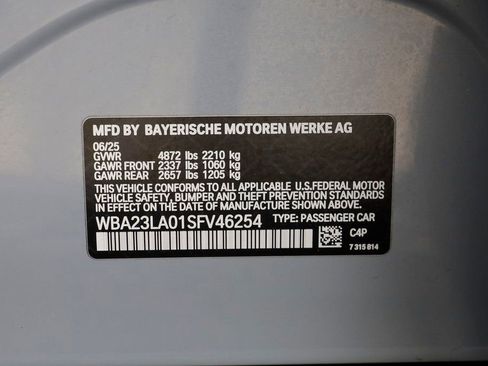 MFD BY BAYERISCHE MOTOREN WERKE AG
06/25
GVWR 4872 lbs 2210 kg
GAWR FRONT 2337 lbs 1060 kg
GAWR REAR 2657 lbs 1205 kg
THIS VEHICLE CONFORMS TO ALL APPLICABLE U.S.FEDERAL MOTOR
VEHICLE SAFETY, BUMPER AND THEFT PREVENTION STANDARDS
IN EFFECT ON THE DATE OF MANUFACTURE SHOWN ABOVE.
WBA23LA01SFV46254 TYPE: PASSENGER CAR
C4P
7 315 814